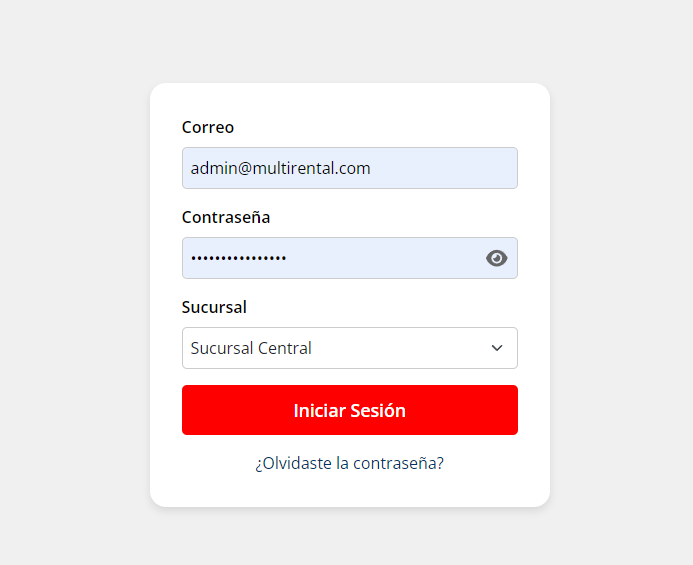 Correo
admin@multirental.com
Contraseña
••••••••••••••••
Sucursal
Sucursal Central
Iniciar Sesión
¿Olvidaste la contraseña?